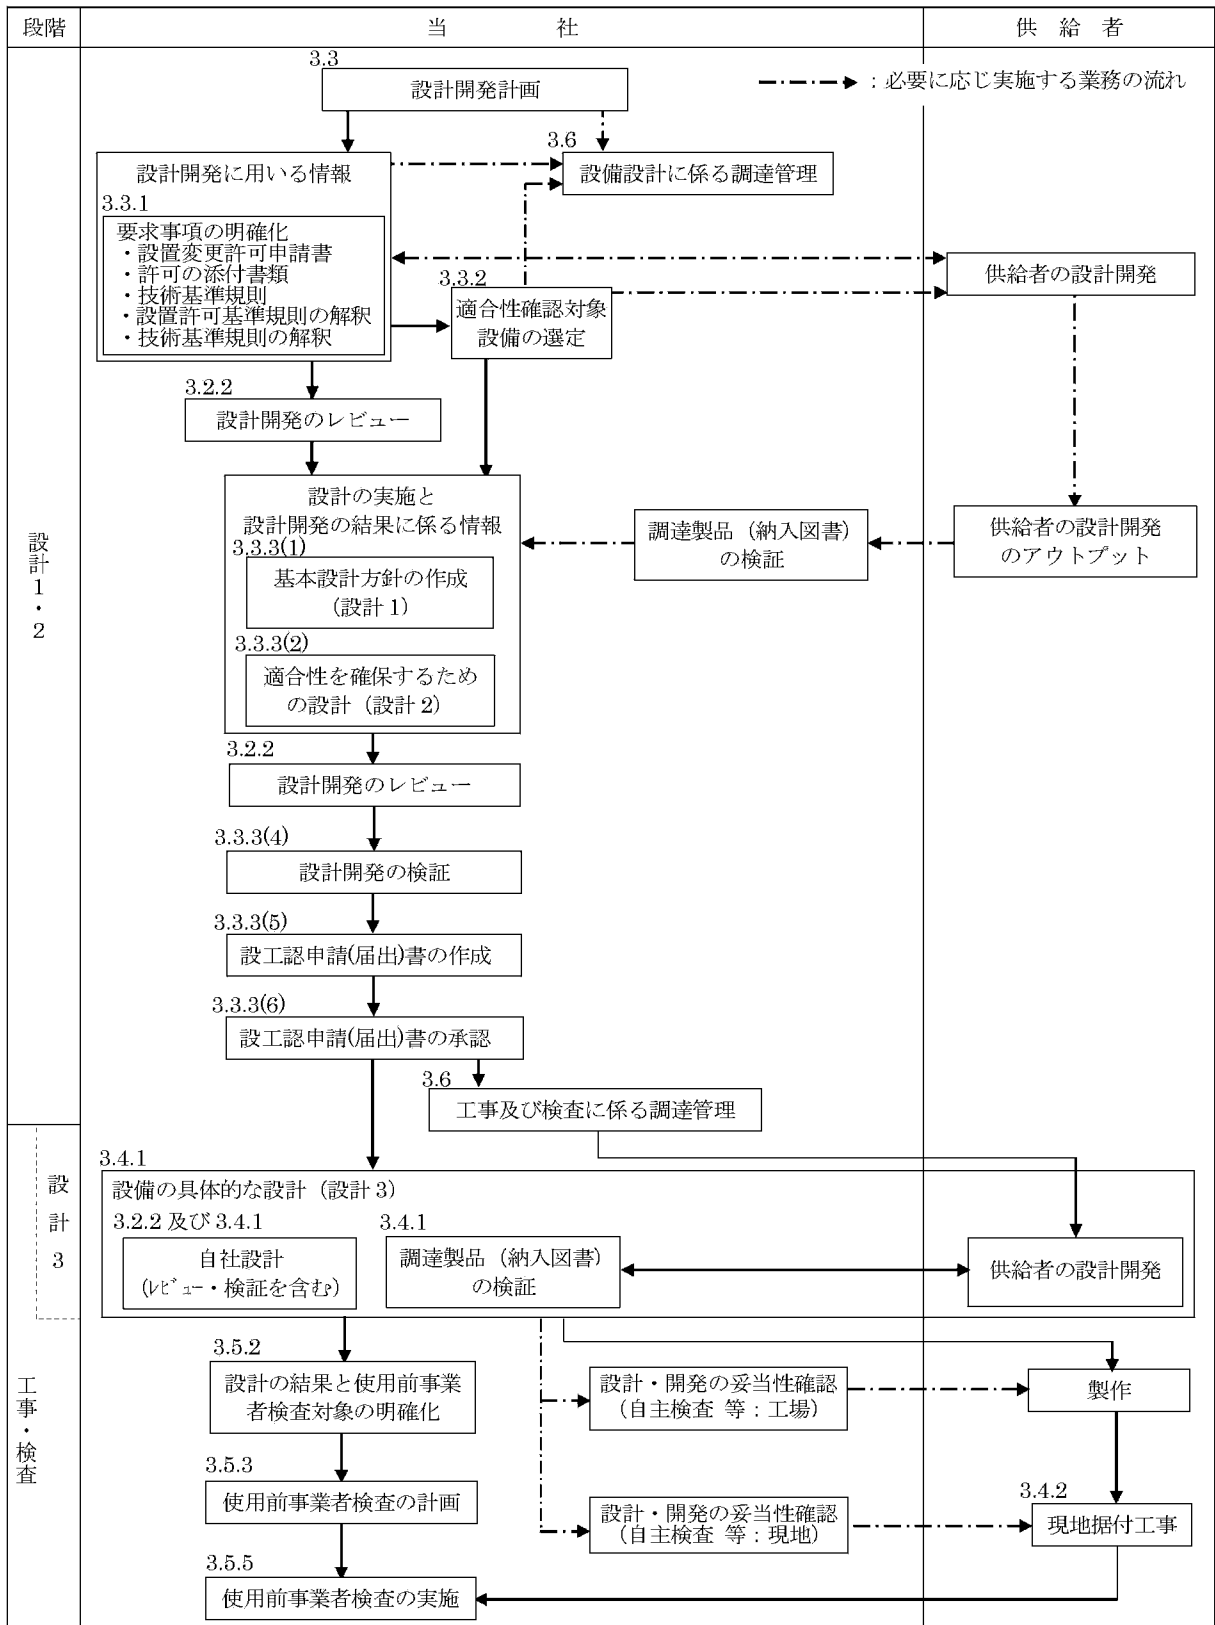 段階
当社
供給者
3.3
設計開発計画
：必要に応じ実施する業務の流れ
3.6
設備設計に係る調達管理
設計開発に用いる情報
3.3.1
要求事項の明確化
・設置変更許可申請書
・許可の添付書類
・技術基準規則
・設置許可基準規則の解釈
・技術基準規則の解釈
3.3.2
適合性確認対象
設備の選定
供給者の設計開発
3.2.2
設計開発のレビュー
設計の実施と
設計開発の結果に係る情報
3.3.3(1)
基本設計方針の作成
（設計1）
3.3.3(2)
適合性を確保するため
の設計（設計2）
調達製品（納入図書）
の検証
供給者の設計開発
のアウトプット
設計1・2
3.2.2
設計開発のレビュー
3.3.3(4)
設計開発の検証
3.3.3(5)
設工認申請(届出)書の作成
3.3.3(6)
設工認申請(届出)書の承認
3.6
工事及び検査に係る調達管理
設計3
3.4.1
設備の具体的な設計（設計3）
3.2.2及び3.4.1
自社設計
(ﾚﾋﾞｭｰ・検証を含む)
3.4.1
調達製品（納入図書）
の検証
供給者の設計開発
工事・検査
3.5.2
設計の結果と使用前事業
者検査対象の明確化
設計・開発の妥当性確認
（自主検査 等：工場）
製作
3.5.3
使用前事業者検査の計画
設計・開発の妥当性確認
（自主検査 等：現地）
3.4.2
現地据付工事
3.5.5
使用前事業者検査の実施